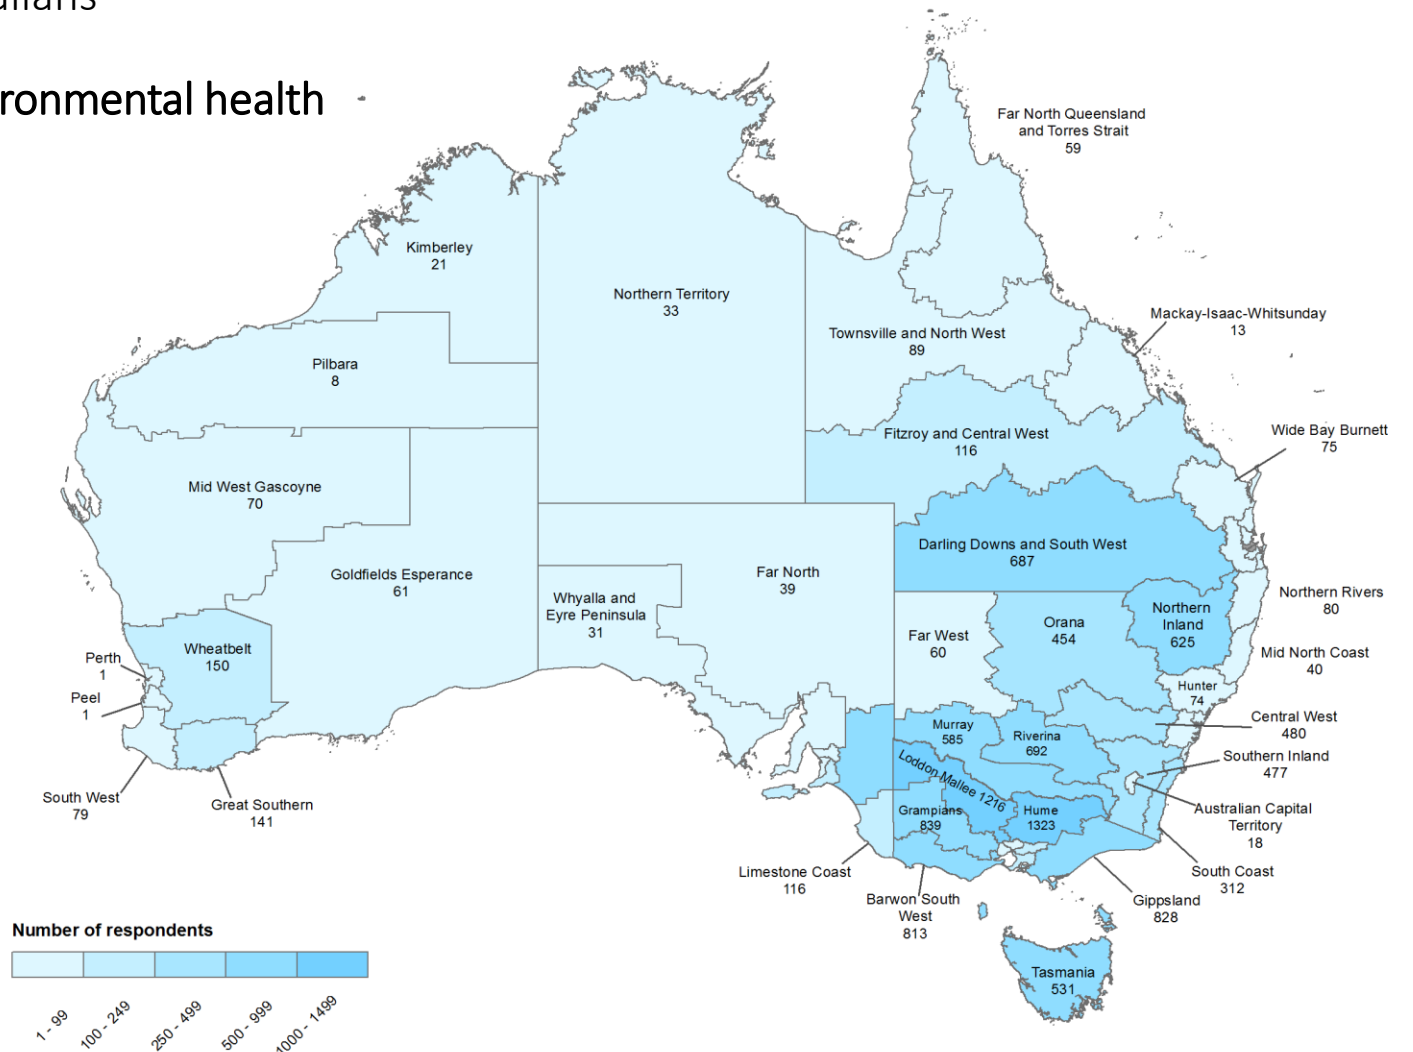 ronmental health
Far North Queensland
and Torres Strait
59
Kimberley
21
Northern Territory
33
Mackay-Isaac-Whitsunday
13
Townsville and North West
89
Pilbara
8
Fitzroy and Central West
116
Wide Bay Burnett
75
Mid West Gascoyne
70
Darling Downs and South West
687
Goldfields Esperance
61
Far North
39
Whyalla and
Eyre Peninsula
31
Northern Rivers
80
Northern
Inland
625
Orana
454
Far West
60
Wheatbelt
150
Perth
1
Peel
1
Mid North Coast
40
Hunter
74
Central West
480
Murray
585
Riverina
692
Southern Inland
477
Loddon Mallee 1216
South West
79
Great Southern
141
Grampians
839
Hume
1323
Australian Capital
Territory
18
Limestone Coast
116
South Coast
312
Barwon South
West
813
Gippsland
828
Tasmania
531
Number of respondents
1 - 99
100 - 249
250 - 499
500 - 999
1000 - 1499